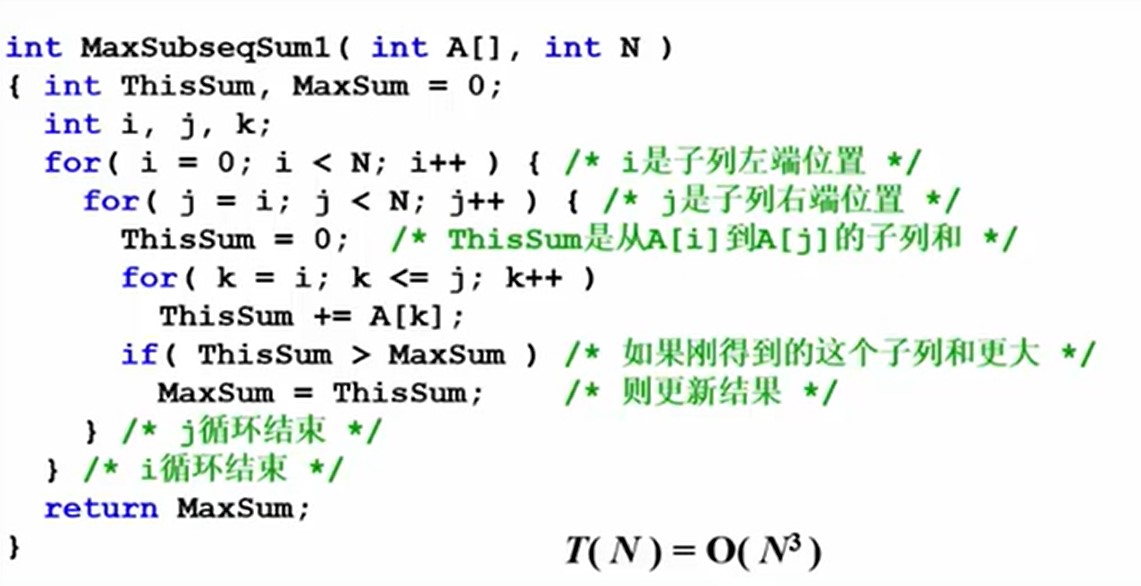 int MaxSubseqSum1( int A[], int N )
{ int ThisSum, MaxSum = 0;
int i, j, k;
for( i = 0; i < N; i++ ) { /* i是子列左端位置 */
for( j = i; j < N; j++ ) { /* j是子列右端位置 */
ThisSum = 0; /* ThisSum是从A[i]到A[j]的子列和 */
for( k = i; k <= j; k++ )
ThisSum += A[k];
if( ThisSum > MaxSum ) /* 如果刚得到的这个子列和更大 */
MaxSum = ThisSum; /* 则更新结果 */
} /* j循环结束 */
} /* i循环结束 */
return MaxSum;
}
T( N ) = O( N³ )